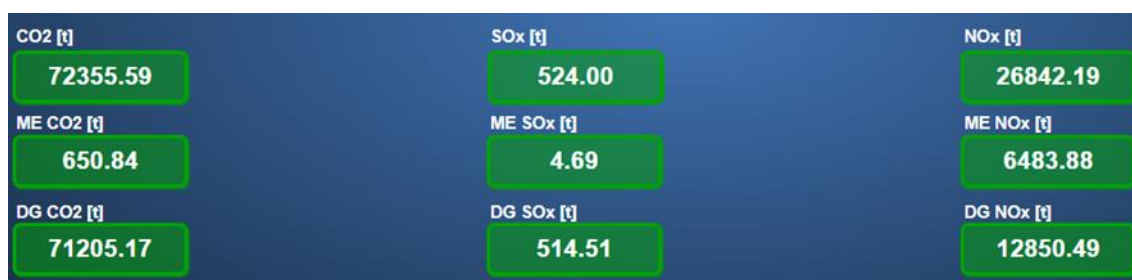 CO2 [t] SOx [t] NOx [t]
72355.59 524.00 26842.19
ME CO2 [t] ME SOx [t] ME NOx [t]
650.84 4.69 6483.88
DG CO2 [t] DG SOx [t] DG NOx [t]
71205.17 514.51 12850.49